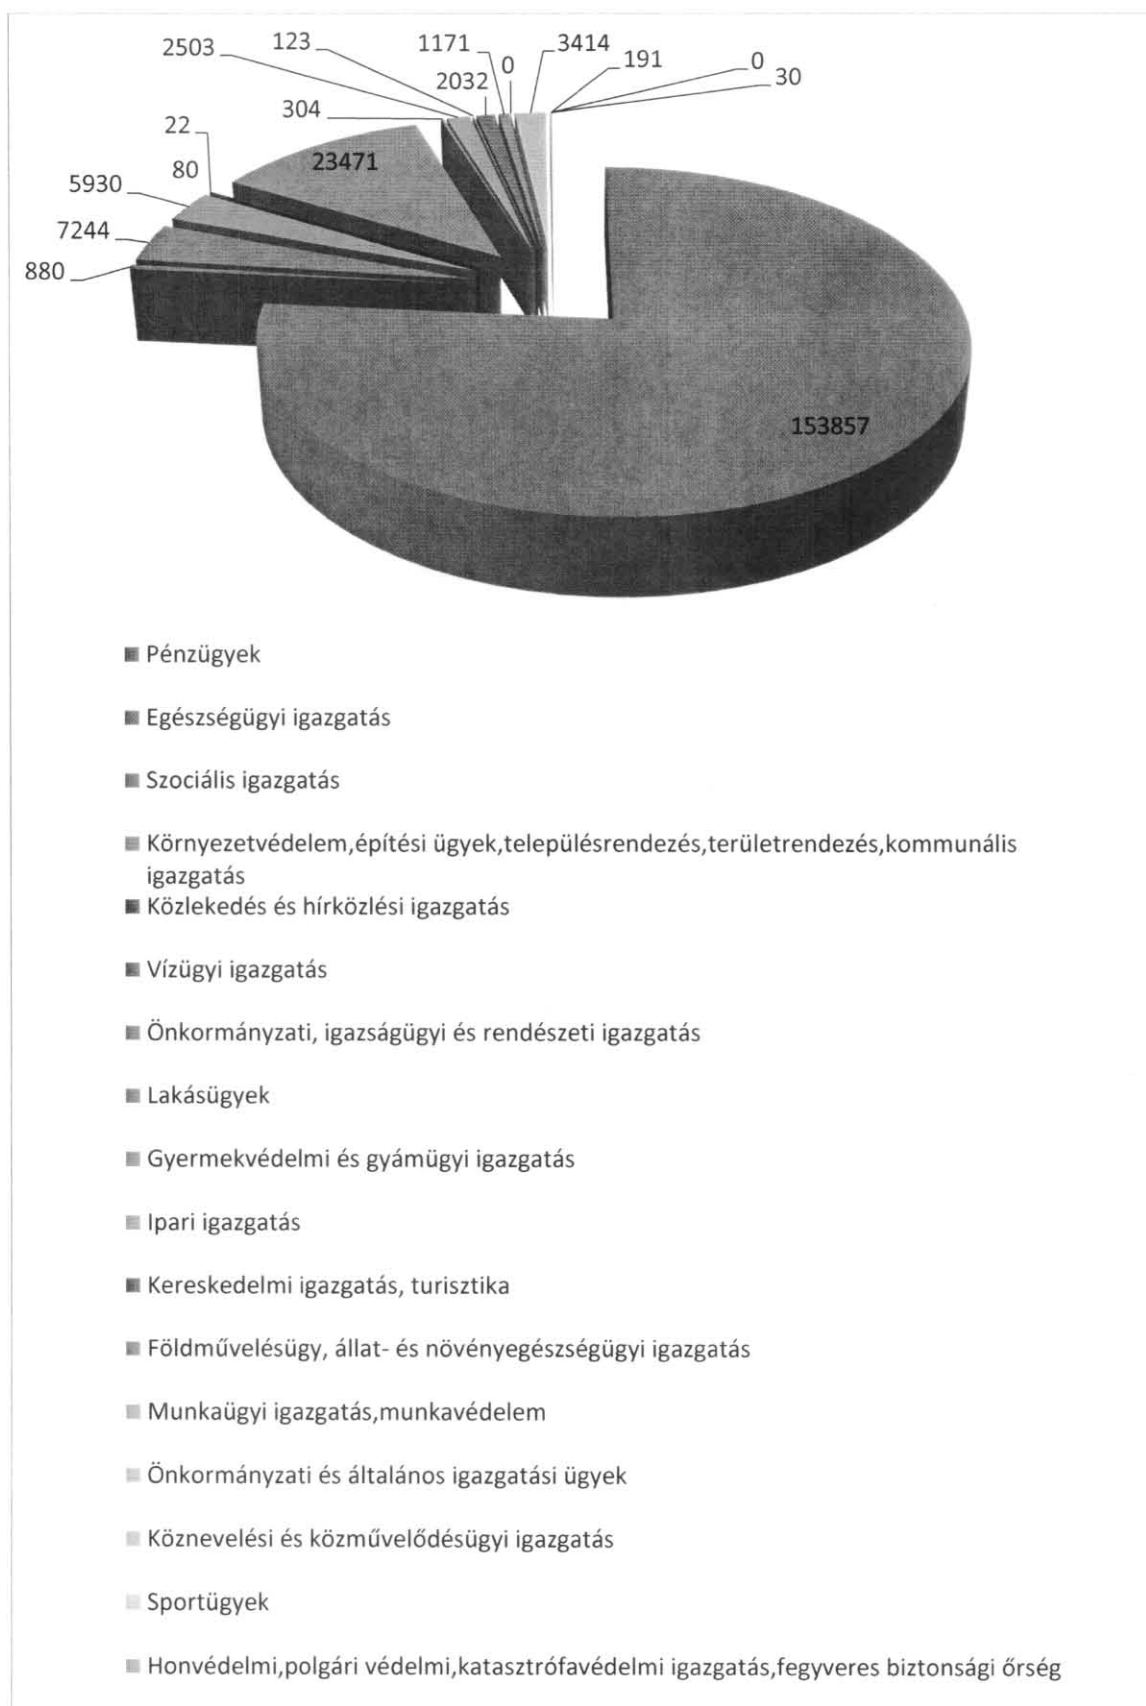 2503
123
1171
0
3414
191
0
30
2032
304
22
80
5930
7244
880
23471
153857
Pénzügyek
Egészségügyi igazgatás
Szociális igazgatás
Környezetvédelem,építési ügyek,településrendezés,területrendezés,kommunális
igazgatás
Közlekedés és hírközlési igazgatás
Vízügyi igazgatás
Önkormányzati, igazságügyi és rendészeti igazgatás
Lakásügyek
Gyermekvédelmi és gyámügyi igazgatás
Ipari igazgatás
Kereskedelmi igazgatás, turisztika
Földművelésügy, állat- és növényegészségügyi igazgatás
Munkaügyi igazgatás,munkavédelem
Önkormányzati és általános igazgatási ügyek
Köznevelési és közművelődésügyi igazgatás
Sportügyek
Honvédelmi,polgári védelmi,katasztrófavédelmi igazgatás,fegyveres biztonsági őrség